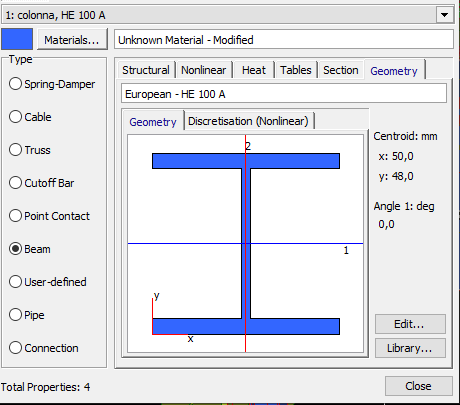 1: colonna, HE 100 A
Materials... Unknown Material - Modified
Type
Spring-Damper
Cable
Truss
Cutoff Bar
Point Contact
Beam
User-defined
Pipe
Connection
Structural Nonlinear Heat Tables Section Geometry
European - HE 100 A
Geometry Discretisation (Nonlinear)
2
1
y
x
Centroid: mm
x: 50,0
y: 48,0
Angle 1: deg
0,0
Edit...
Library...
Total Properties: 4
Close